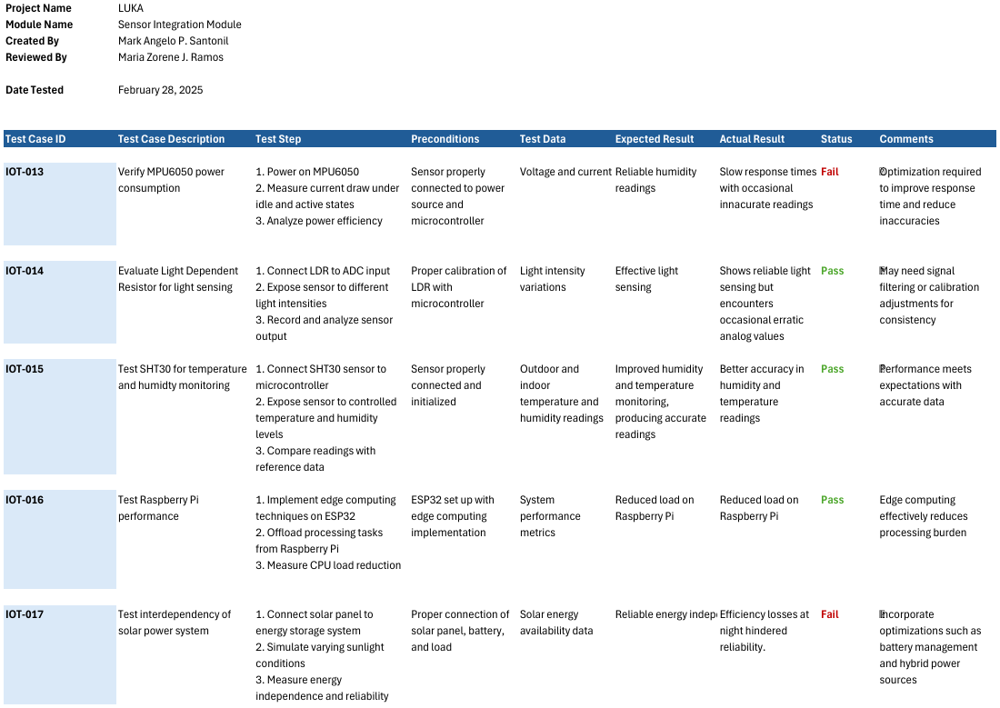 Project Name LUKA
Module Name Sensor Integration Module
Created By Mark Angelo P. Santonil
Reviewed By Maria Zorene J. Ramos
Date Tested February 28, 2025
Test Case ID Test Case Description Test Step Preconditions Test Data Expected Result Actual Result Status Comments
IOT-013 Verify MPU6050 power 1. Power on MPU6050 Sensor properly Voltage and current Reliable humidity Slow response times Fail Optimization required
consumption 2. Measure current draw under connected to power readings with occasional to improve response
idle and active states source and innacurate readings time and reduce
3. Analyze power efficiency microcontroller inaccuracies
IOT-014 Evaluate Light Dependent 1. Connect LDR to ADC input Proper calibration of Light intensity Effective light Shows reliable light Pass May need signal
Resistor for light sensing 2. Expose sensor to different LDR with variations sensing sensing but filtering or calibration
light intensities microcontroller encounters adjustments for
3. Record and analyze sensor occasional erratic consistency
output analog values
IOT-015 Test SHT30 for temperature 1. Connect SHT30 sensor to Sensor properly Outdoor and Improved humidity Better accuracy in Pass Performance meets
and humidty monitoring microcontroller connected and indoor and temperature humidity and expectations with
2. Expose sensor to controlled initialized temperature and monitoring, temperature accurate data
temperature and humidity humidity readings producing accurate readings
levels readings
3. Compare readings with
reference data
IOT-016 Test Raspberry Pi 1. Implement edge computing ESP32 set up with System Reduced load on Reduced load on Pass Edge computing
performance techniques on ESP32 edge computing performance Raspberry Pi Raspberry Pi effectively reduces
2. Offload processing tasks implementation metrics processing burden
from Raspberry Pi
3. Measure CPU load reduction
IOT-017 Test interdependency of 1. Connect solar panel to Proper connection of Solar energy Reliable energy indep Efficiency losses at Fail Incorporate
solar power system energy storage system solar panel, battery, availability data night hindered optimizations such as
2. Simulate varying sunlight and load reliability. battery management
conditions and hybrid power
3. Measure energy sources
independence and reliability